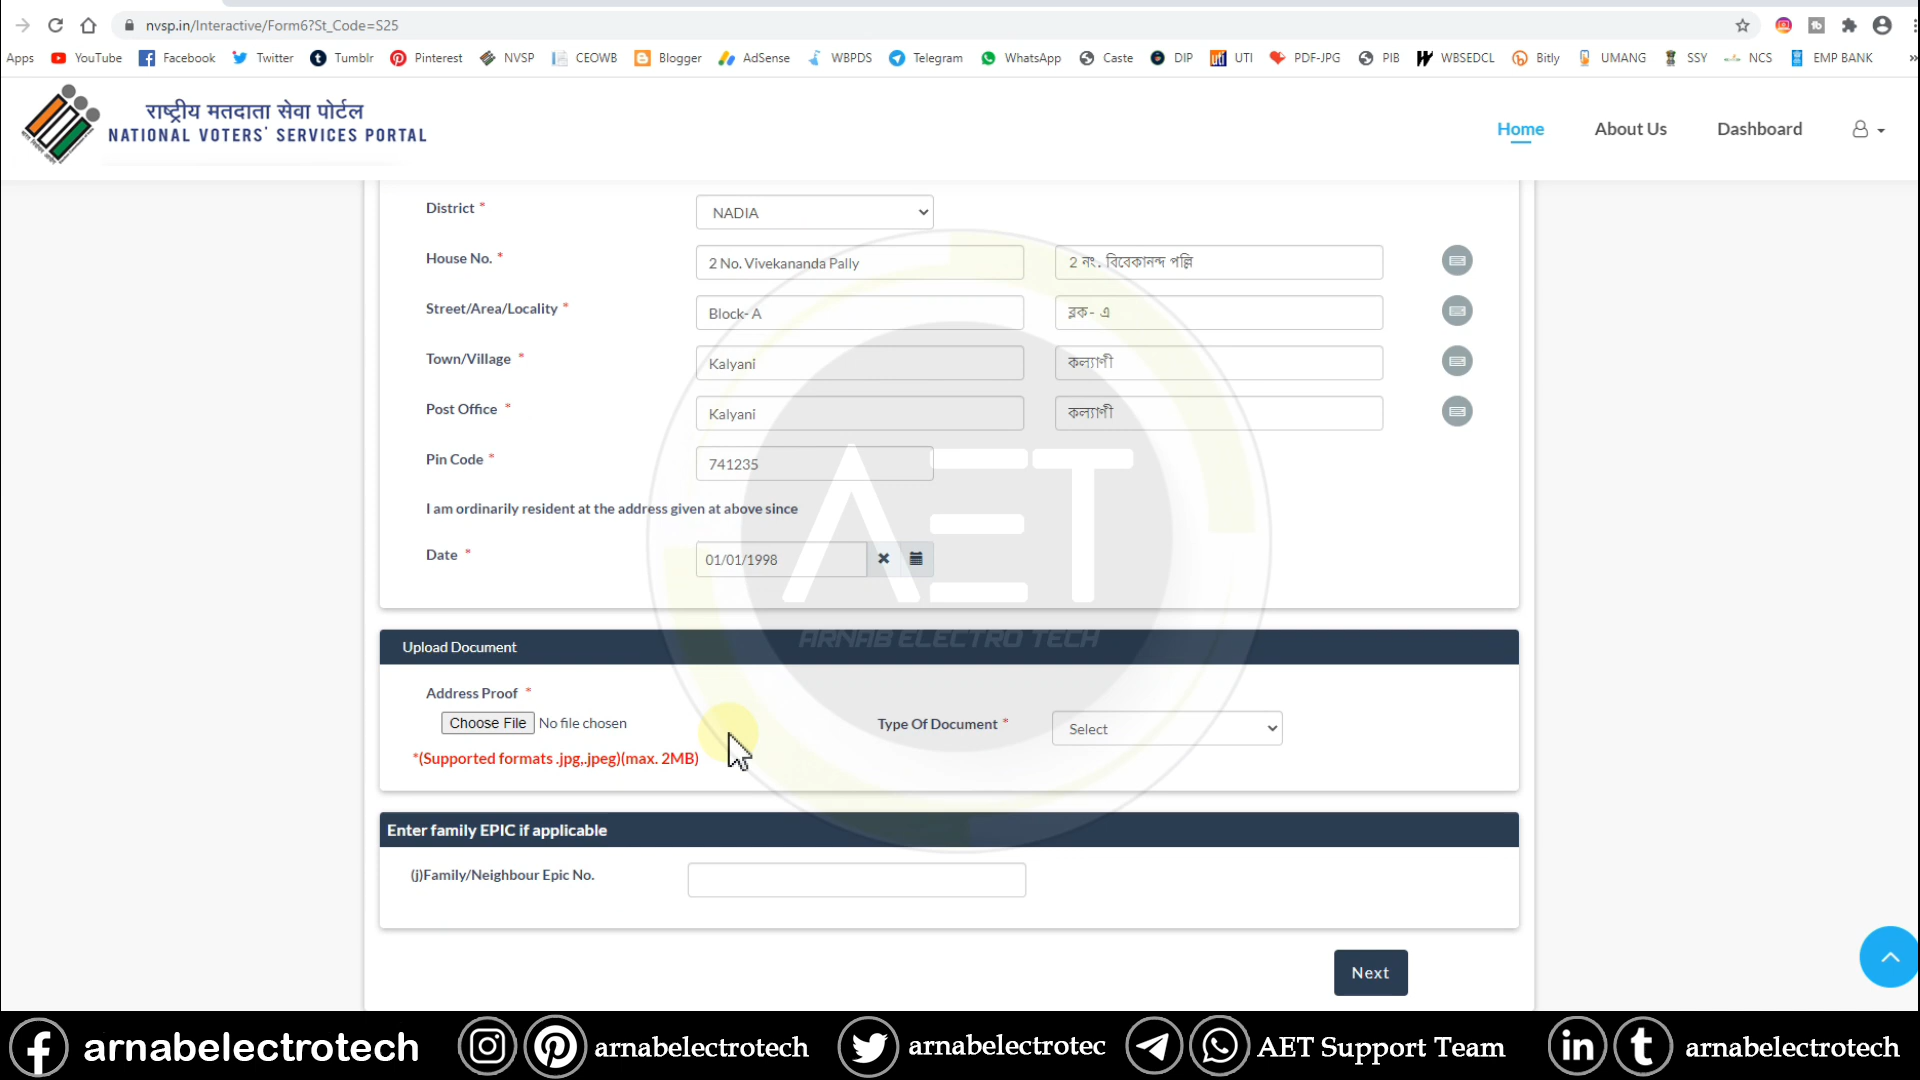 nvsp.in/Interactive/Form6?St_Code=S25
Apps YouTube Facebook Twitter Tumblr Pinterest NVSP CEOWB Blogger AdSense WBPDS Telegram WhatsApp Caste DIP UTI PDF-JPG PIB WBSEDCL Bitly UMANG SSY NCS EMP BANK »
राष्ट्रीय मतदाता सेवा पोर्टल
NATIONAL VOTERS' SERVICES PORTAL
Home About Us Dashboard
District * NADIA
House No. * 2 No. Vivekananda Pally 2 নং. বিবেকানন্দ পল্লি
Street/Area/Locality * Block- A ব্লক- এ
Town/Village * Kalyani কল্যাণী
Post Office * Kalyani কল্যাণী
Pin Code * 741235
I am ordinarily resident at the address given at above since
Date * 01/01/1998
AET
ARNAB ELECTRO TECH
Upload Document
Address Proof *
Choose File No file chosen Type Of Document * Select
*(Supported formats .jpg,.jpeg)(max. 2MB)
Enter family EPIC if applicable
(j)Family/Neighbour Epic No.
Next
arnabelectrotech arnabelectrotech arnabelectrotec AET Support Team arnabelectrotech